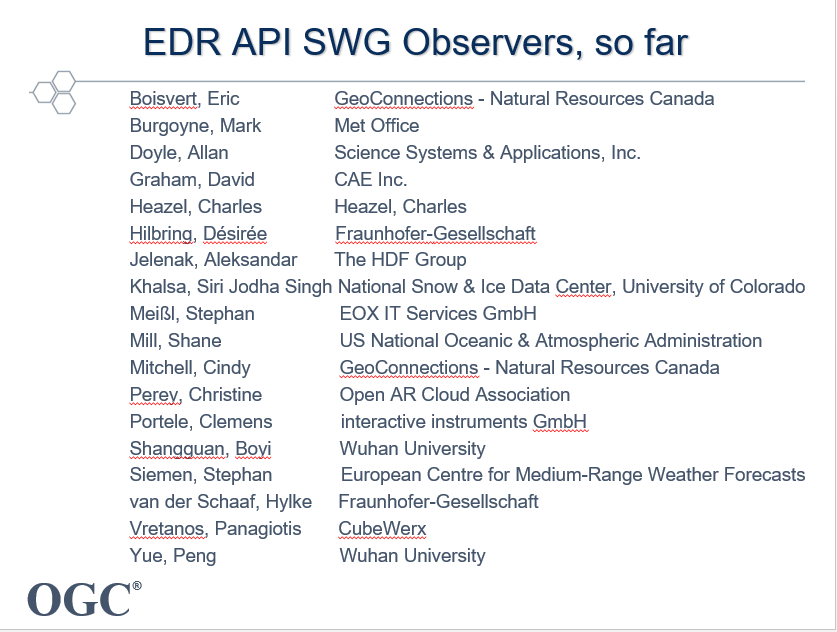 EDR API SWG Observers, so far
Boisvert, Eric GeoConnections - Natural Resources Canada
Burgoyne, Mark Met Office
Doyle, Allan Science Systems & Applications, Inc.
Graham, David CAE Inc.
Heazel, Charles Heazel, Charles
Hilbring, Désirée Fraunhofer-Gesellschaft
Jelenak, Aleksandar The HDF Group
Khalsa, Siri Jodha Singh National Snow & Ice Data Center, University of Colorado
Meißl, Stephan EOX IT Services GmbH
Mill, Shane US National Oceanic & Atmospheric Administration
Mitchell, Cindy GeoConnections - Natural Resources Canada
Perey, Christine Open AR Cloud Association
Portele, Clemens interactive instruments GmbH
Shangguan, Boyi Wuhan University
Siemen, Stephan European Centre for Medium-Range Weather Forecasts
van der Schaaf, Hylke Fraunhofer-Gesellschaft
Vretanos, Panagiotis CubeWerx
Yue, Peng Wuhan University
OGC®